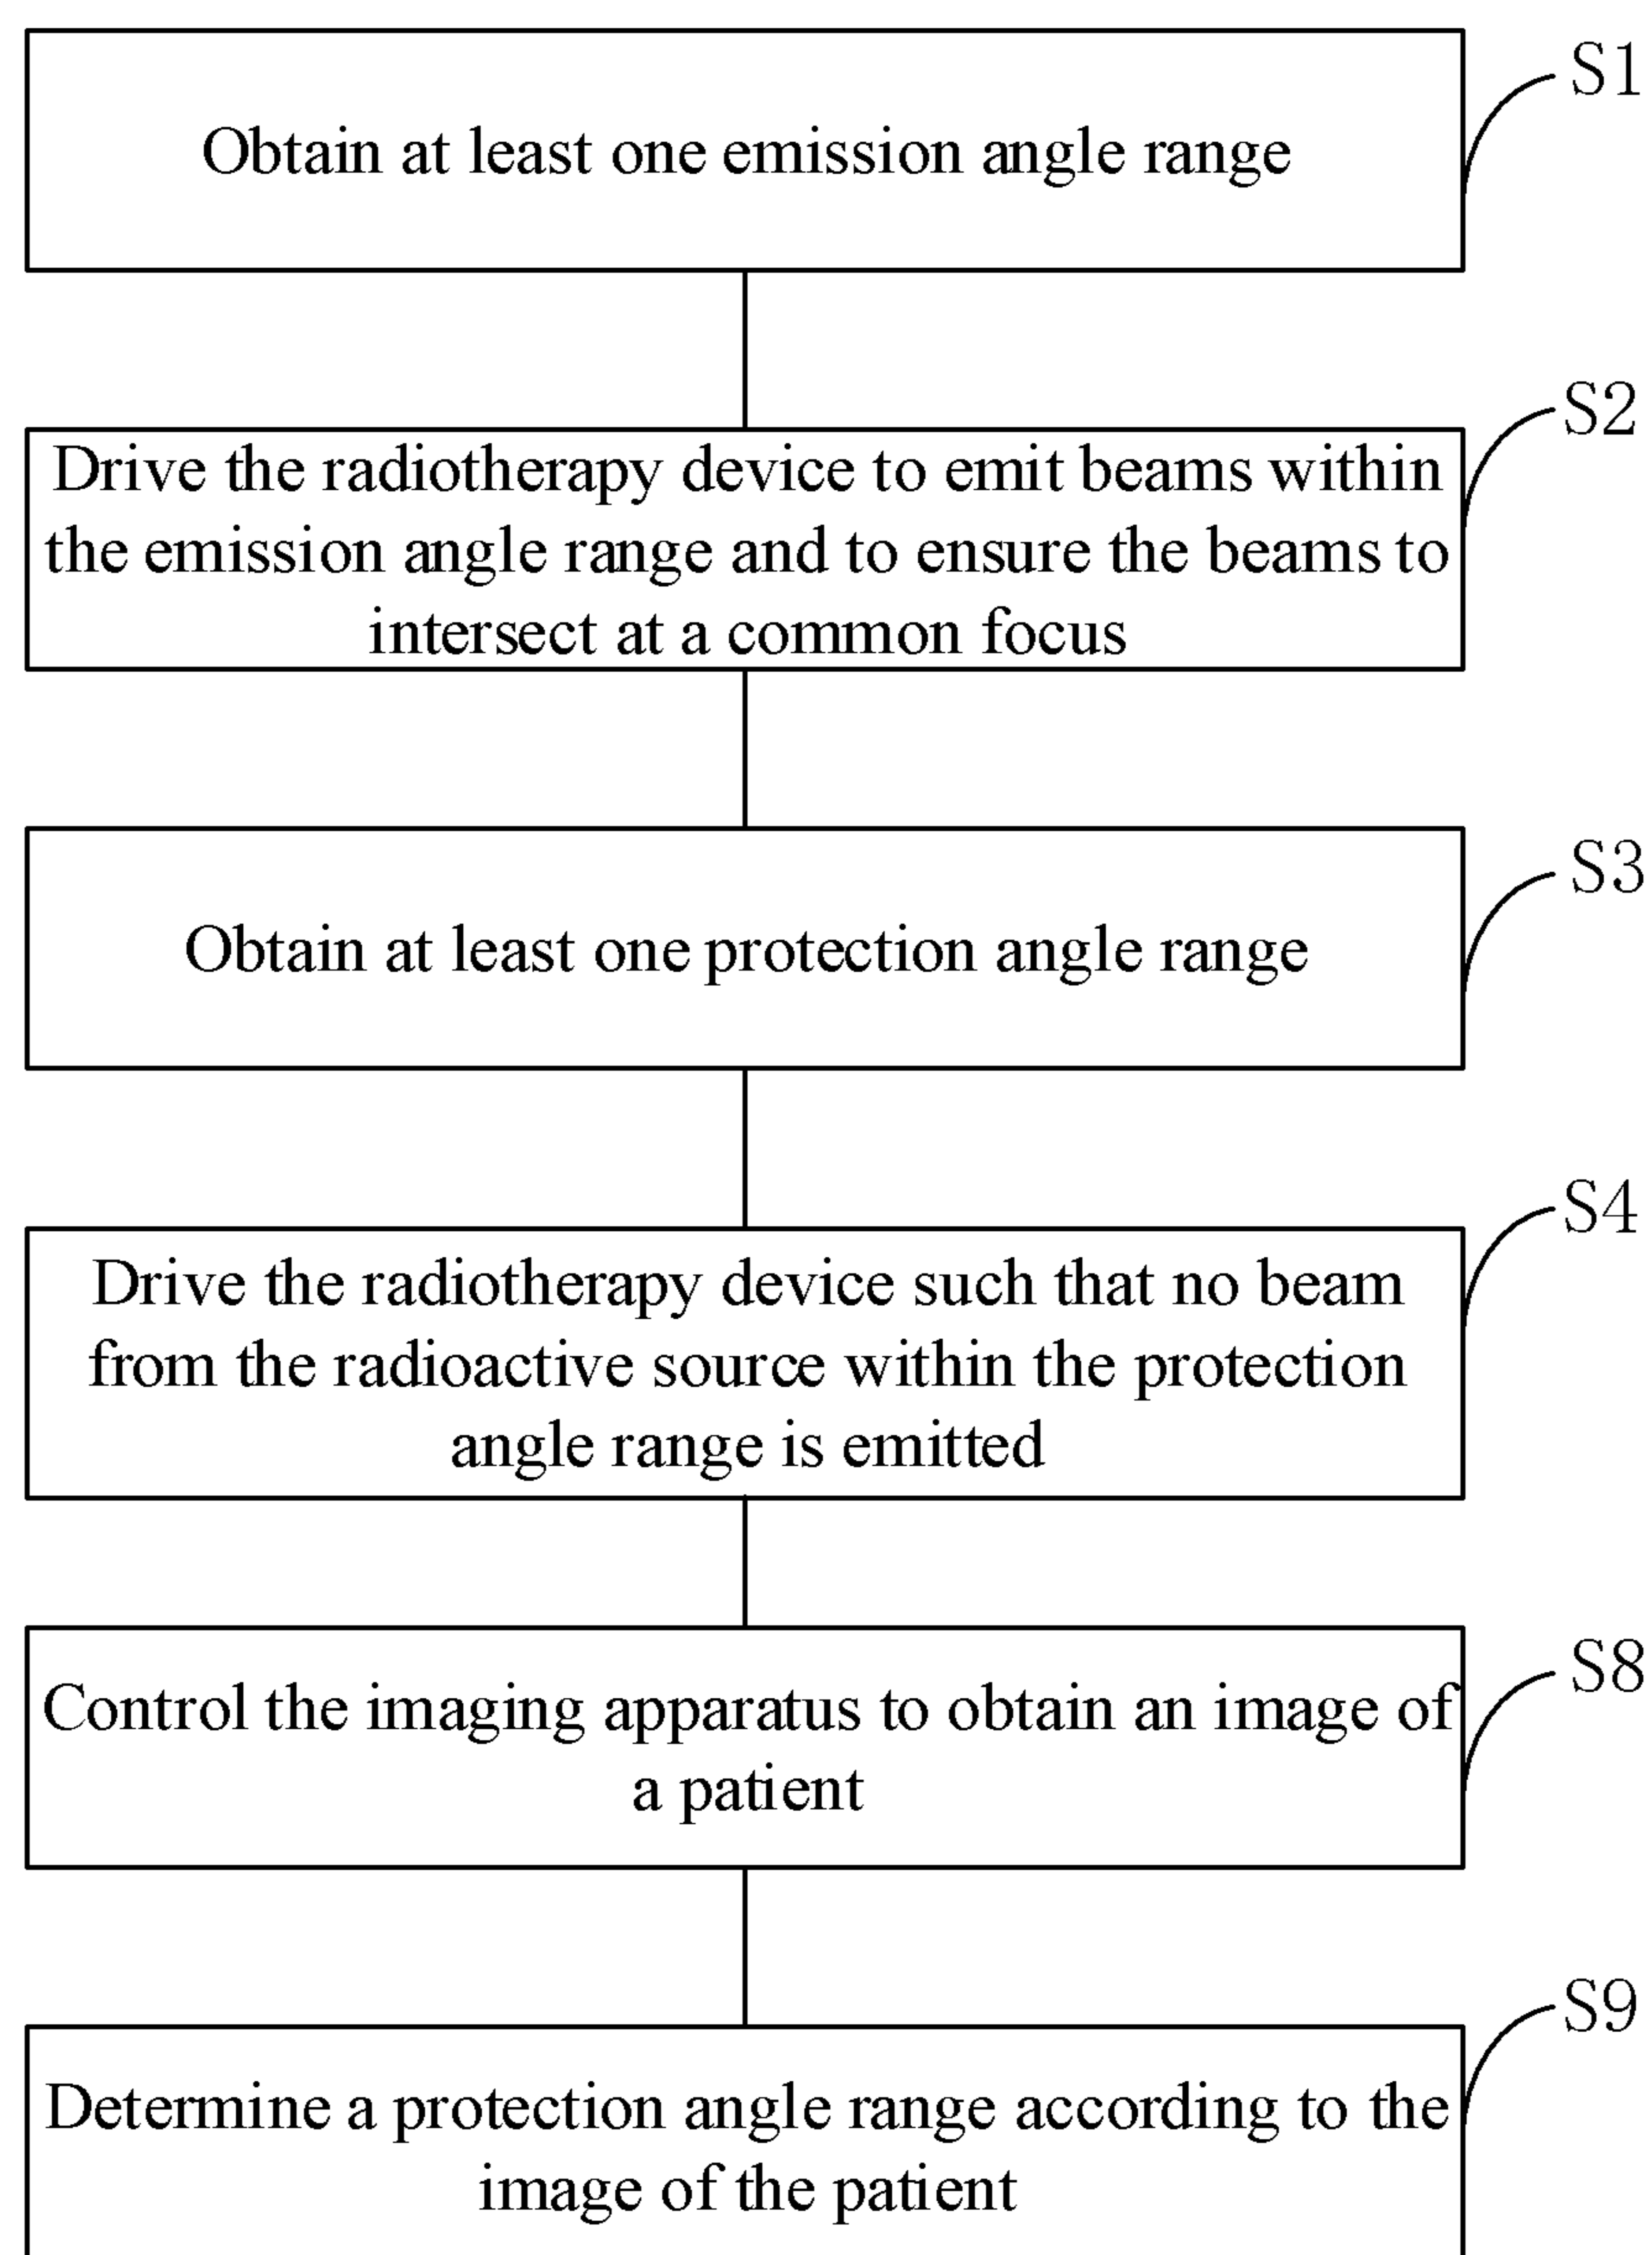 S1
Obtain at least one emission angle range
S2
Drive the radiotherapy device to emit beams within
the emission angle range and to ensure the beams to
intersect at a common focus
S3
Obtain at least one protection angle range
S4
Drive the radiotherapy device such that no beam
from the radioactive source within the protection
angle range is emitted
S8
Control the imaging apparatus to obtain an image of
a patient
S9
Determine a protection angle range according to the
image of the patient